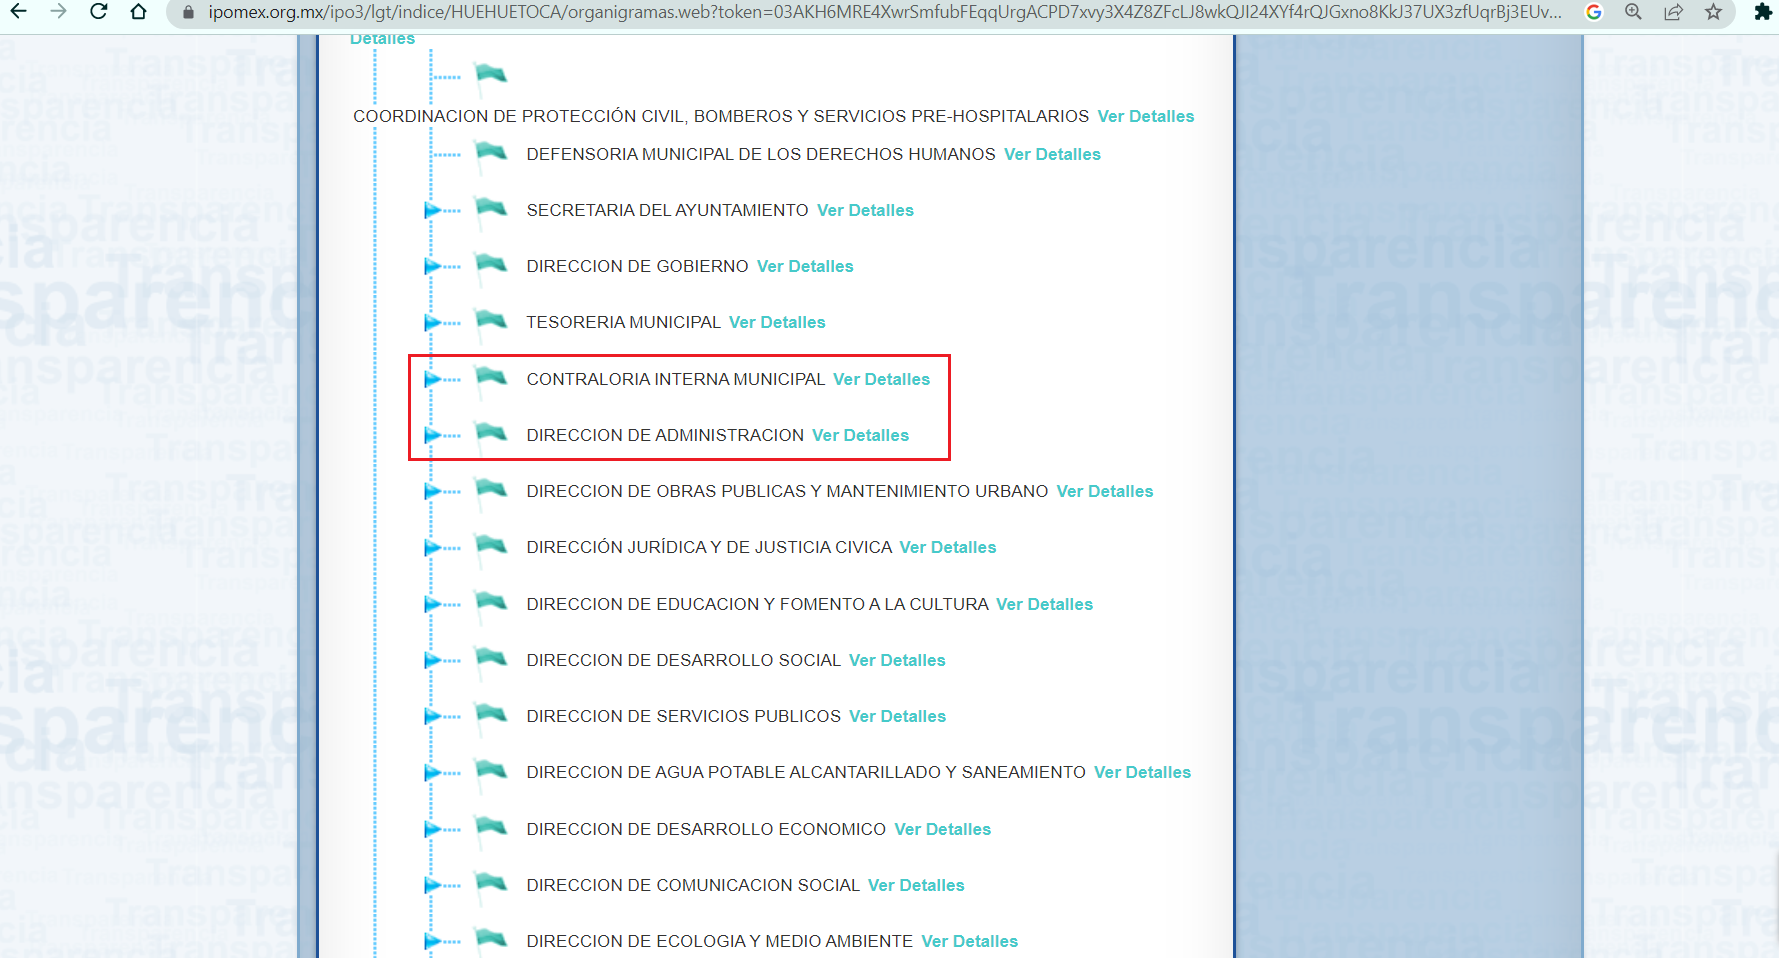 ipomex.org.mx/ipo3/lgt/indice/HUEHUETOCA/organigramas.web?token=03AKH6MRE4XwrSmfubFEqqUrgACPD7xvy3X4Z8ZFcLJ8wkQJI24XYf4rQJGxno8KkJ37UX3zfUqrBj3EUv...
Detalles
COORDINACION DE PROTECCIÓN CIVIL, BOMBEROS Y SERVICIOS PRE-HOSPITALARIOS Ver Detalles
DEFENSORIA MUNICIPAL DE LOS DERECHOS HUMANOS Ver Detalles
SECRETARIA DEL AYUNTAMIENTO Ver Detalles
DIRECCION DE GOBIERNO Ver Detalles
TESORERIA MUNICIPAL Ver Detalles
CONTRALORIA INTERNA MUNICIPAL Ver Detalles
DIRECCION DE ADMINISTRACION Ver Detalles
DIRECCION DE OBRAS PUBLICAS Y MANTENIMIENTO URBANO Ver Detalles
DIRECCIÓN JURÍDICA Y DE JUSTICIA CIVICA Ver Detalles
DIRECCION DE EDUCACION Y FOMENTO A LA CULTURA Ver Detalles
DIRECCION DE DESARROLLO SOCIAL Ver Detalles
DIRECCION DE SERVICIOS PUBLICOS Ver Detalles
DIRECCION DE AGUA POTABLE ALCANTARILLADO Y SANEAMIENTO Ver Detalles
DIRECCION DE DESARROLLO ECONOMICO Ver Detalles
DIRECCION DE COMUNICACION SOCIAL Ver Detalles
DIRECCION DE ECOLOGIA Y MEDIO AMBIENTE Ver Detalles